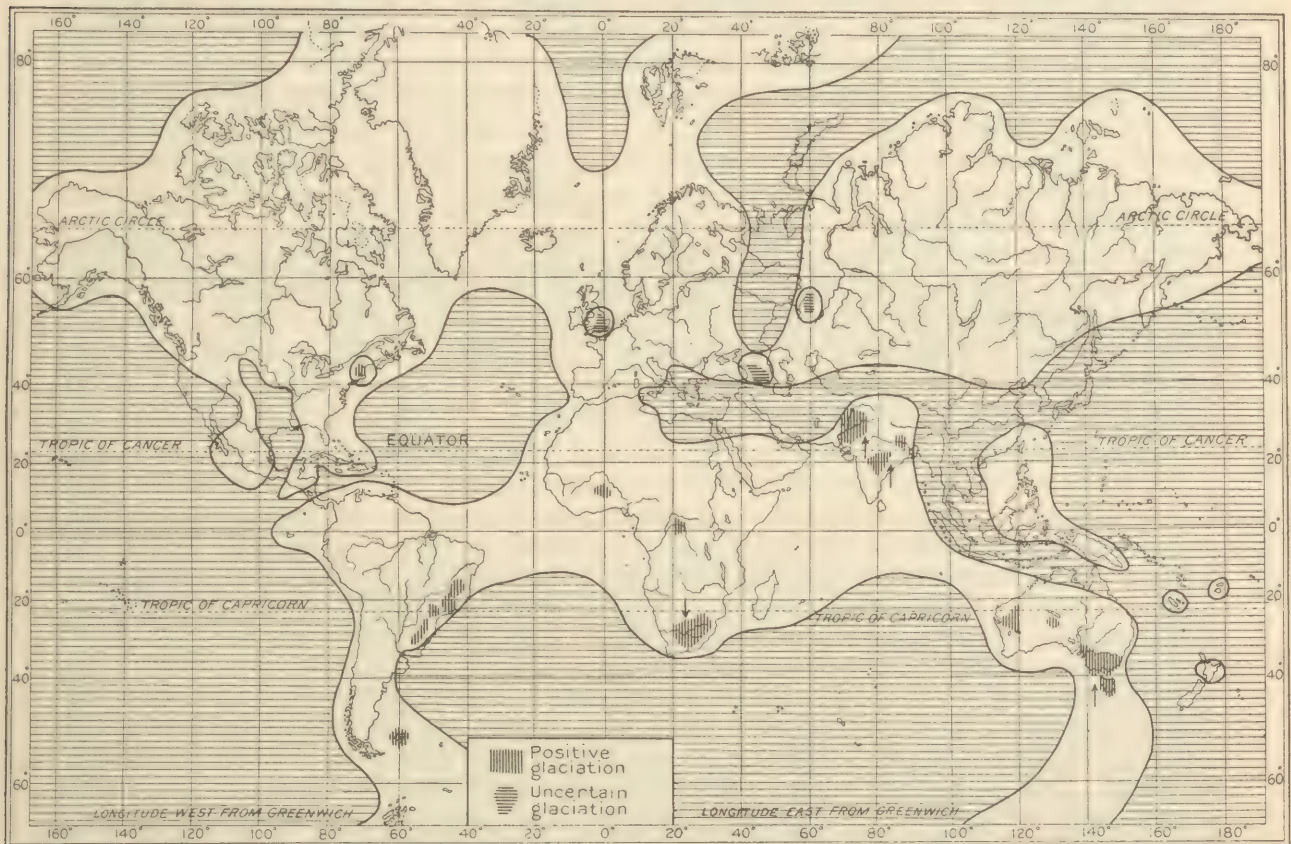 160° 140° 120° 100° 80° 60° 40° 20° 0° 20° 40° 60° 80° 100° 120° 140° 160° 180°
80° 80°
ARCTIC CIRCLE ARCTIC CIRCLE
60° 60°
40° 40°
TROPIC OF CANCER EQUATOR TROPIC OF CANCER
20° 20°
0° 0°
TROPIC OF CAPRICORN TROPIC OF CAPRICORN
20° 20°
40° 40°
Positive
glaciation
Uncertain
glaciation
60° 60°
LONGITUDE WEST FROM GREENWICH LONGITUDE EAST FROM GREENWICH
160° 140° 120° 100° 80° 60° 40° 20° 0° 20° 40° 60° 80° 100° 120° 140° 160° 180°